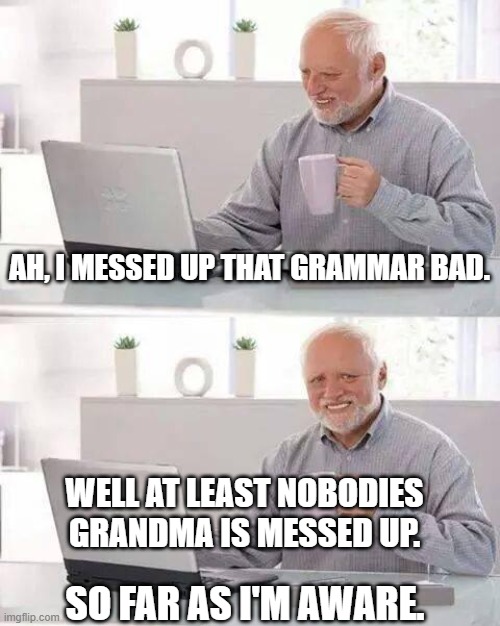 AH, I MESSED UP THAT GRAMMAR BAD.
WELL AT LEAST NOBODIES
GRANDMA IS MESSED UP.
SO FAR AS I'M AWARE.
imgflip.com